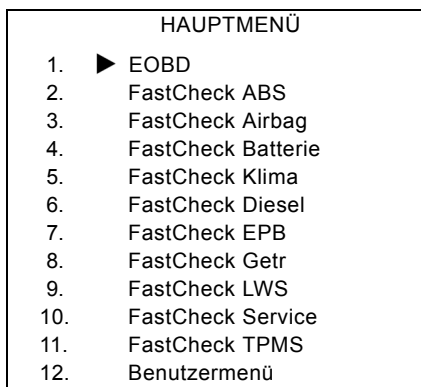 HAUPTMENÜ
1. ▶ EOBD
2. FastCheck ABS
3. FastCheck Airbag
4. FastCheck Batterie
5. FastCheck Klima
6. FastCheck Diesel
7. FastCheck EPB
8. FastCheck Getr
9. FastCheck LWS
10. FastCheck Service
11. FastCheck TPMS
12. Benutzermenü